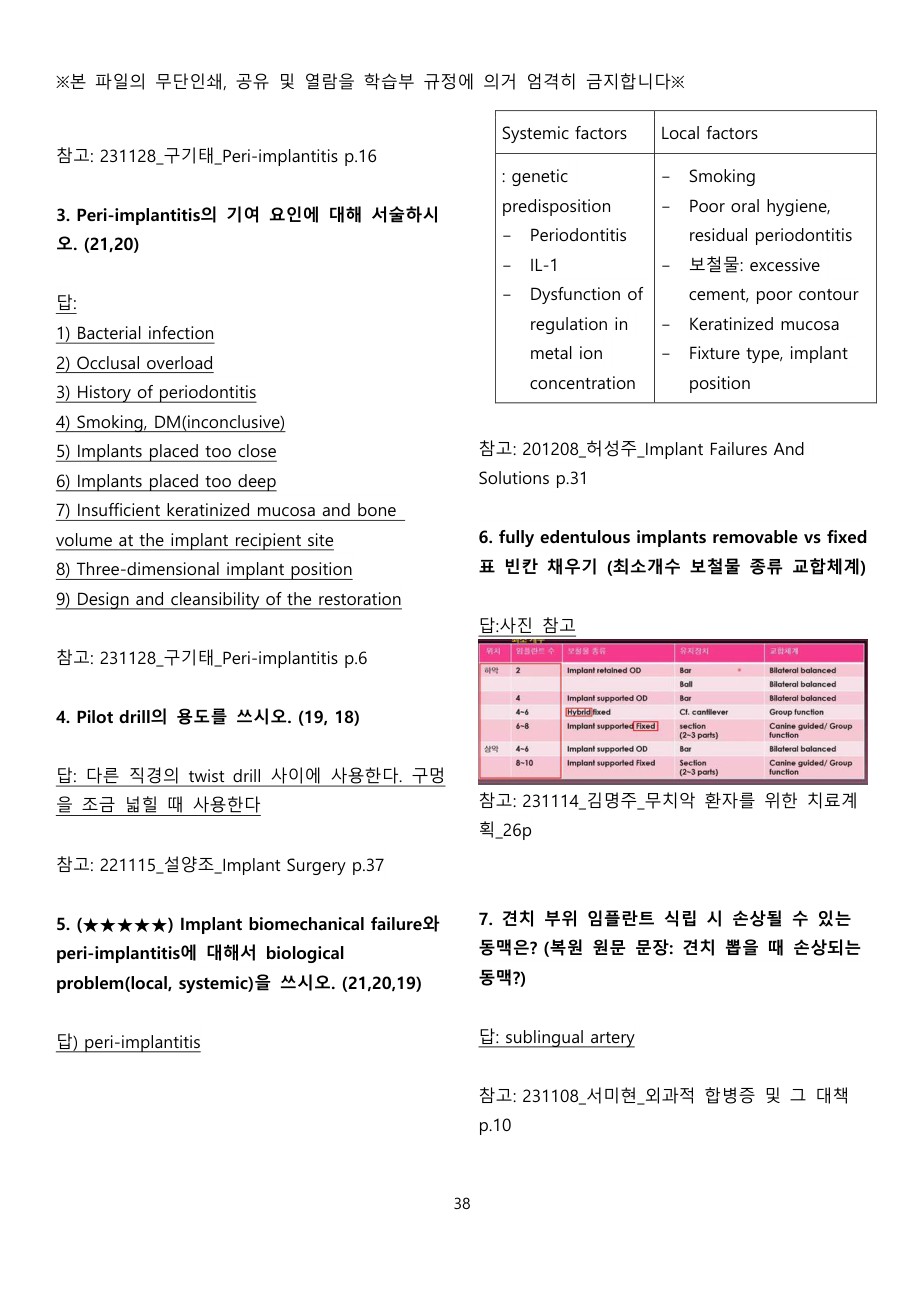 ※본 파일의 무단인쇄, 공유 및 열람을 학습부 규정에 의거 엄격히 금지합니다※
참고: 231128_구기태_Peri-implantitis p.16
3. Peri-implantitis의 기여 요인에 대해 서술하시
오. (21,20)
답:
1) Bacterial infection
2) Occlusal overload
3) History of periodontitis
4) Smoking, DM(inconclusive)
5) Implants placed too close
6) Implants placed too deep
7) Insufficient keratinized mucosa and bone
volume at the implant recipient site
8) Three-dimensional implant position
9) Design and cleansibility of the restoration
참고: 231128_구기태_Peri-implantitis p.6
4. Pilot drill의 용도를 쓰시오. (19, 18)
답: 다른 직경의 twist drill 사이에 사용한다. 구멍
을 조금 넓힐 때 사용한다
참고: 221115_설양조_Implant Surgery p.37
5. (★★★★★) Implant biomechanical failure와
peri-implantitis에 대해서 biological
problem(local, systemic)을 쓰시오. (21,20,19)
답) peri-implantitis
Systemic factors
: genetic
predisposition
– Periodontitis
– IL-1
– Dysfunction of
regulation in
metal ion
concentration
Local factors
– Smoking
– Poor oral hygiene,
residual periodontitis
– 보철물: excessive
cement, poor contour
– Keratinized mucosa
– Fixture type, implant
position
참고: 201208_허성주_Implant Failures And
Solutions p.31
6. fully edentulous implants removable vs fixed
표 빈칸 채우기 (최소개수 보철물 종류 교합체계)
답:사진 참고
위치 임플란트 수 보철물 종류 유지장치 교합체계
하악 2 Implant retained OD Bar Bilateral balanced
Ball Bilateral balanced
4 Implant supported OD Bar Bilateral balanced
4~6 Hybrid fixed Cf. cantilever Group function
6~8 Implant supported Fixed section (2~3 parts) Canine guided/ Group function
상악 4~6 Implant supported OD Bar Bilateral balanced
8~10 Implant supported Fixed Section (2~3 parts) Canine guided/ Group function
참고: 231114_김명주_무치악 환자를 위한 치료계
획_26p
7. 견치 부위 임플란트 식립 시 손상될 수 있는
동맥은? (복원 원문 문장: 견치 뽑을 때 손상되는
동맥?)
답: sublingual artery
참고: 231108_서미현_외과적 합병증 및 그 대책
p.10
38